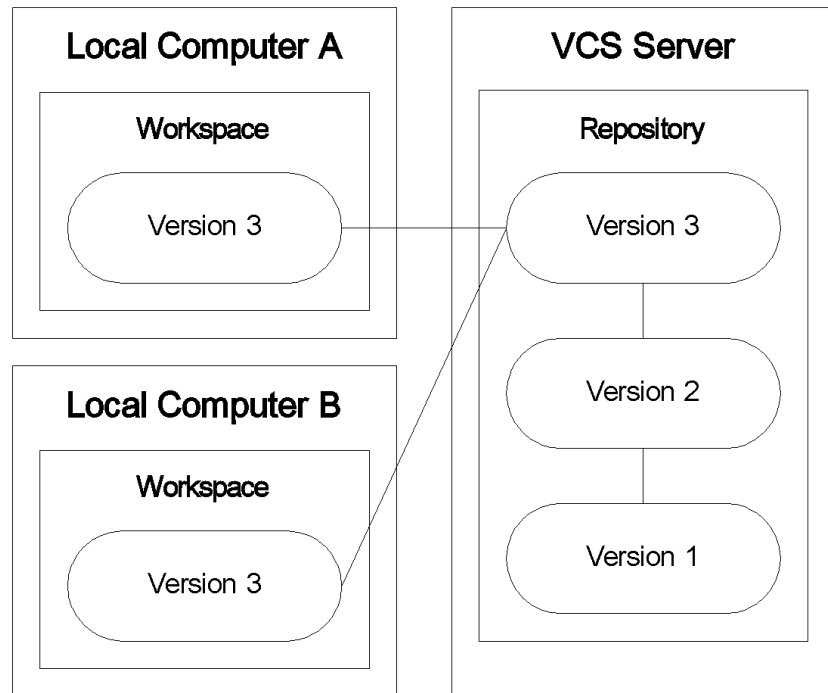 Local Computer A
Workspace
Version 3
Local Computer B
Workspace
Version 3
VCS Server
Repository
Version 3
Version 2
Version 1